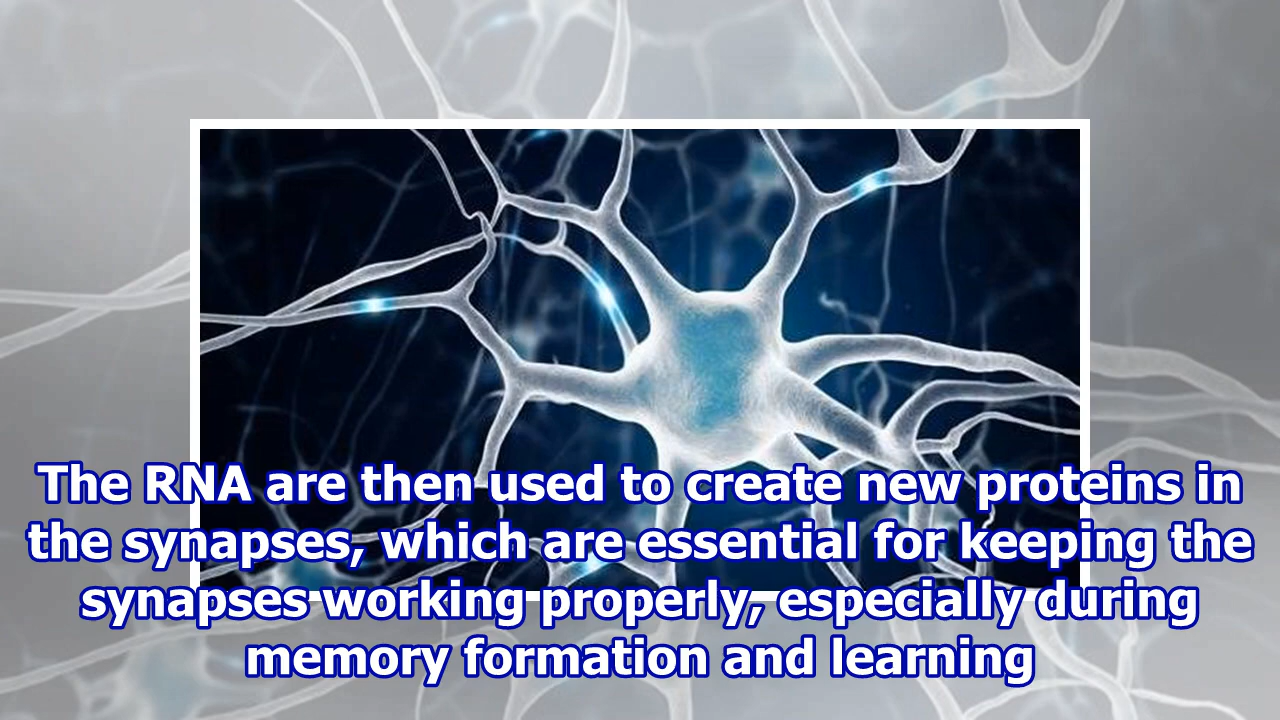 The RNA are then used to create new proteins in
the synapses, which are essential for keeping the
synapses working properly, especially during
memory formation and learning